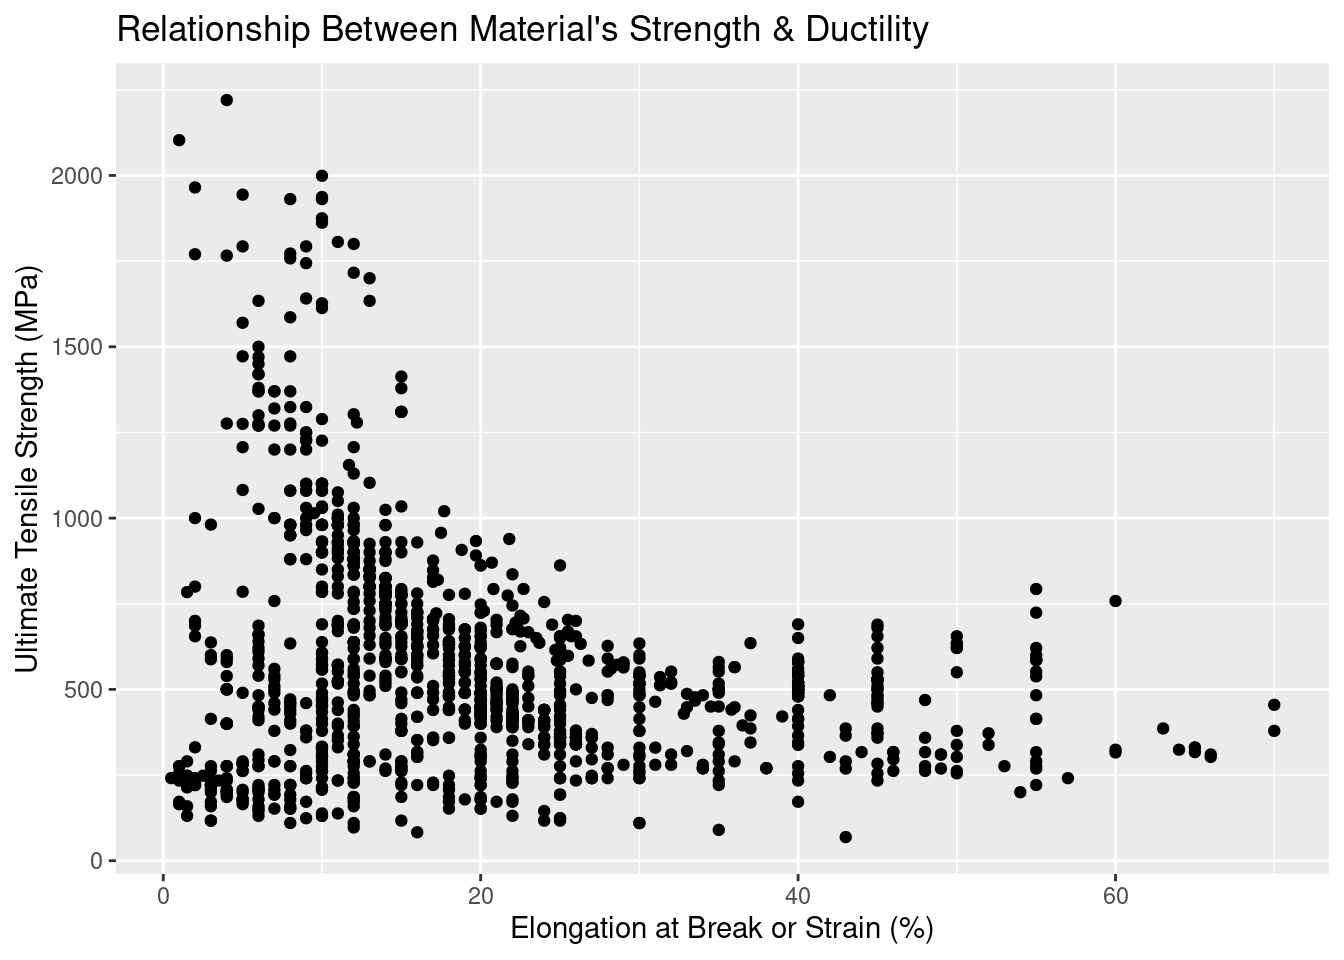 Relationship Between Material's Strength & Ductility
Ultimate Tensile Strength (MPa)
2000
1500
1000
500
0
0 20 40 60
Elongation at Break or Strain (%)